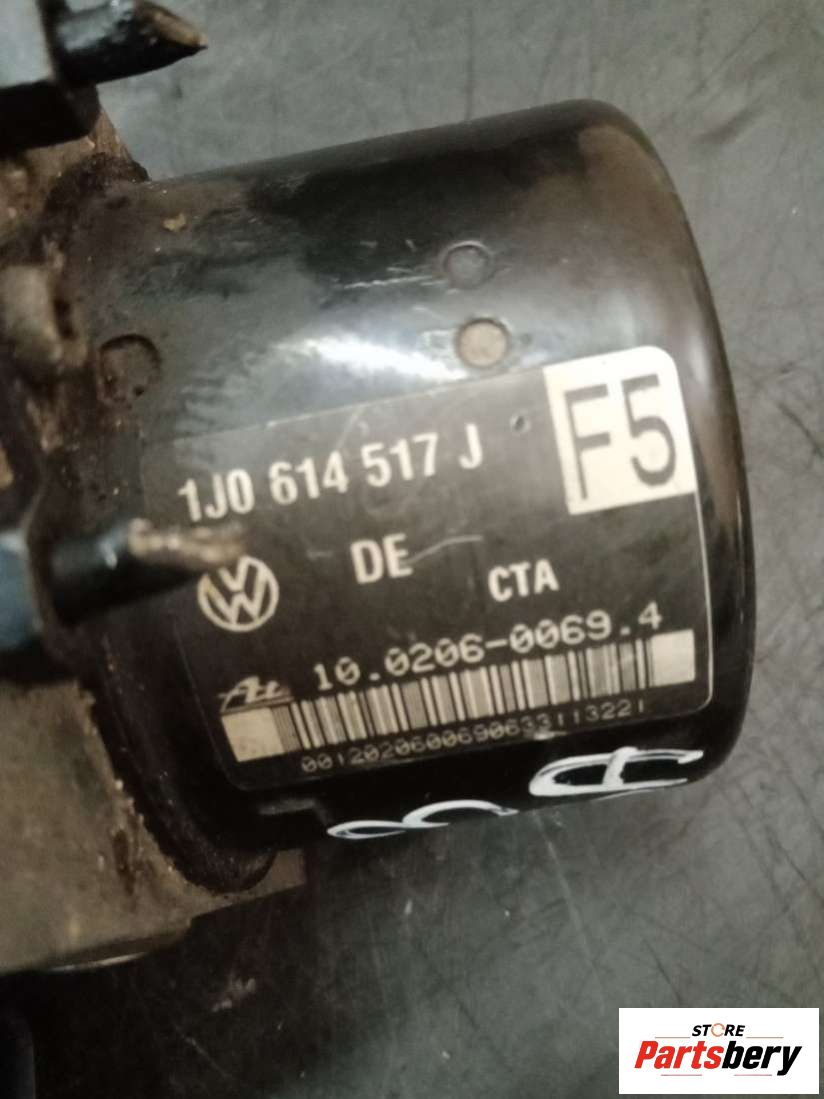 1J0 614 517 J
F5
DE
CTA
10.0206-0069.4
STORE
Partsbery